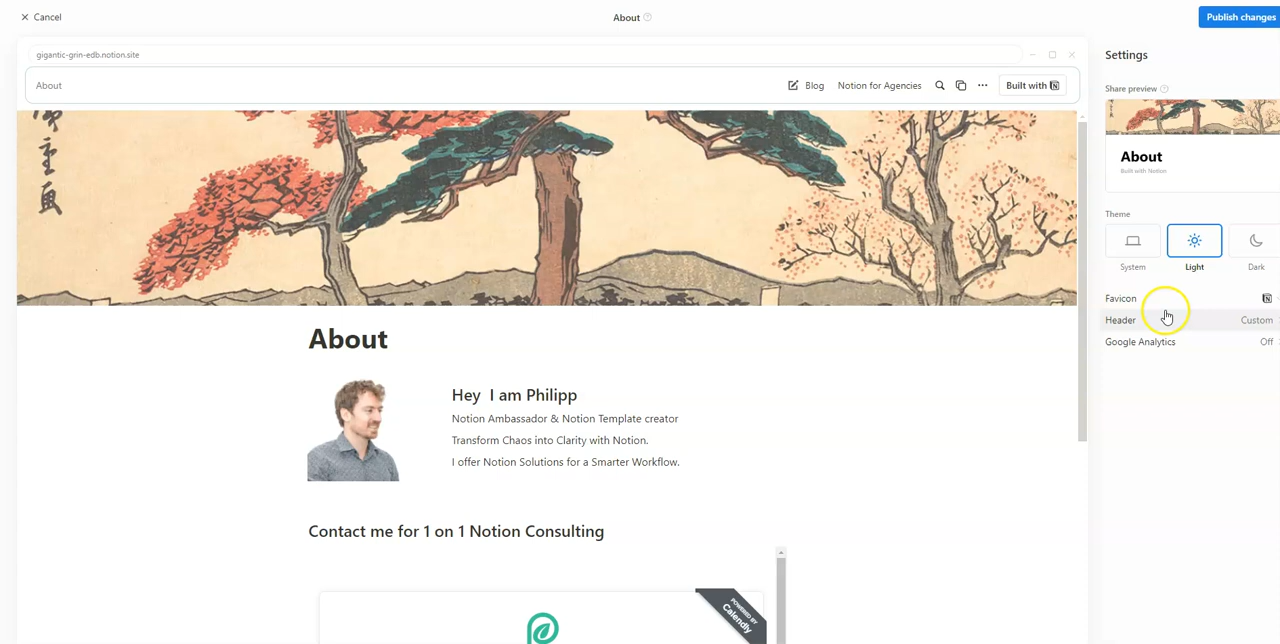 Cancel
About
Publish changes
gigantic-grin-edb.notion.site
About
Blog
Notion for Agencies
Built with
About
Hey I am Philipp
Notion Ambassador & Notion Template creator
Transform Chaos into Clarity with Notion.
I offer Notion Solutions for a Smarter Workflow.
Contact me for 1 on 1 Notion Consulting
POWERED BY
Calendly
Settings
Share preview
About
Built with Notion
Theme
System
Light
Dark
Favicon
Header
Custom
Google Analytics
Off